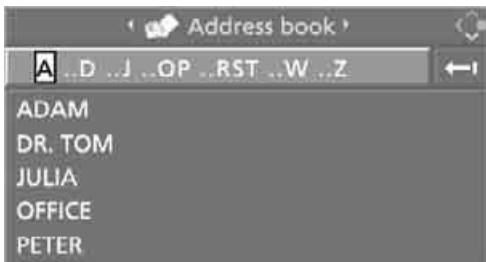 Address book
A ..D ..J ..OP ..RST ..W ..Z
ADAM
DR. TOM
JULIA
OFFICE
PETER